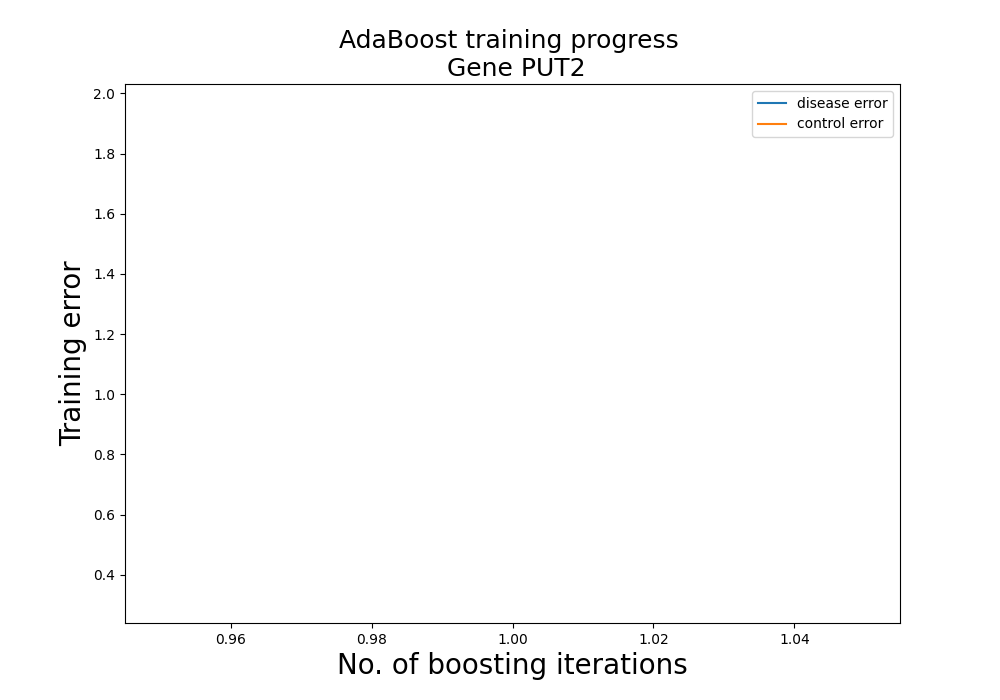 AdaBoost training progress
Gene PUT2
disease error
control error
2.0
1.8
1.6
1.4
1.2
1.0
0.8
0.6
0.4
Training error
0.96 0.98 1.00 1.02 1.04
No. of boosting iterations